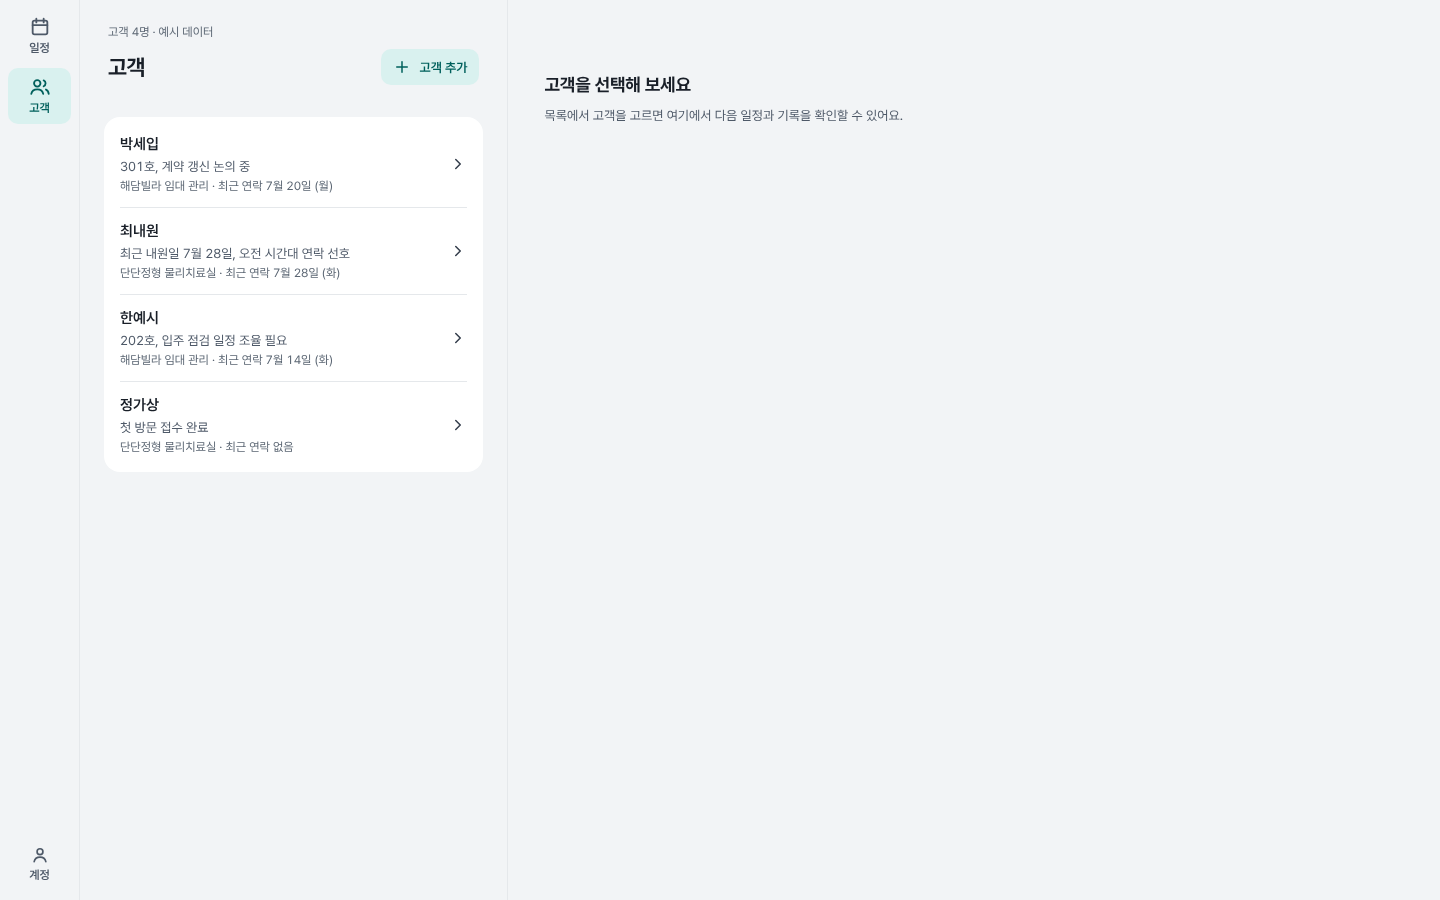 일정
고객
계정
고객 4명 · 예시 데이터
고객
고객 추가
박세입
301호, 계약 갱신 논의 중
해담빌라 임대 관리 · 최근 연락 7월 20일 (월)
최내원
최근 내원일 7월 28일, 오전 시간대 연락 선호
단단정형 물리치료실 · 최근 연락 7월 28일 (화)
한예시
202호, 입주 점검 일정 조율 필요
해담빌라 임대 관리 · 최근 연락 7월 14일 (화)
정가상
첫 방문 접수 완료
단단정형 물리치료실 · 최근 연락 없음
고객을 선택해 보세요
목록에서 고객을 고르면 여기에서 다음 일정과 기록을 확인할 수 있어요.